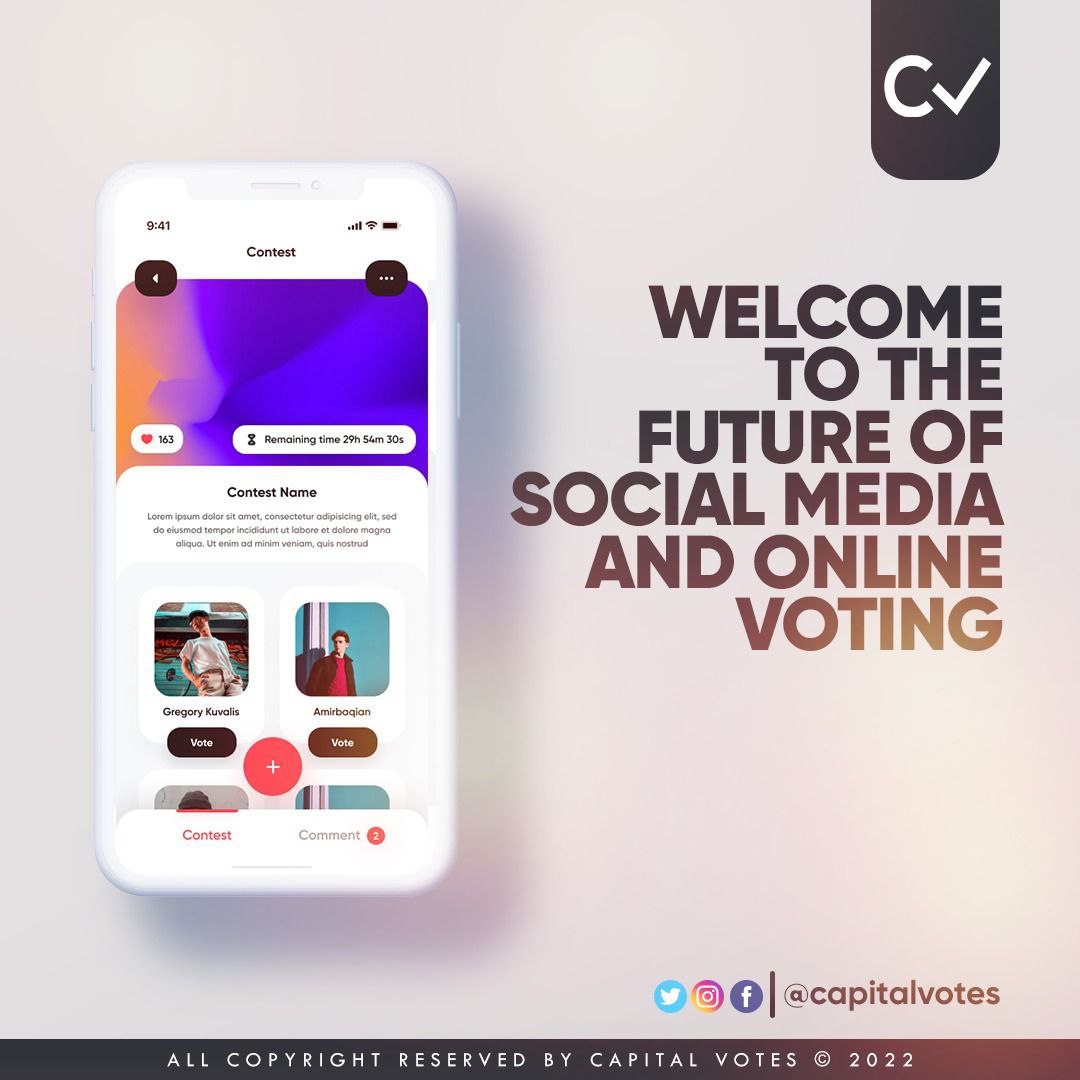 CV
9:41
Contest
163
Remaining time 29h 54m 30s
Contest Name
Lorem ipsum dolor sit amet, consectetur adipisicing elit, sed
do eiusmod tempor incididunt ut labore et dolore magna
aliqua. Ut enim ad minim veniam, quis nostrud
Gregory Kuvalis
Amirbaqian
Vote
Vote
+
Contest
Comment 2
WELCOME
TO THE
FUTURE OF
SOCIAL MEDIA
AND ONLINE
VOTING
@capitalvotes
ALL COPYRIGHT RESERVED BY CAPITAL VOTES © 2022